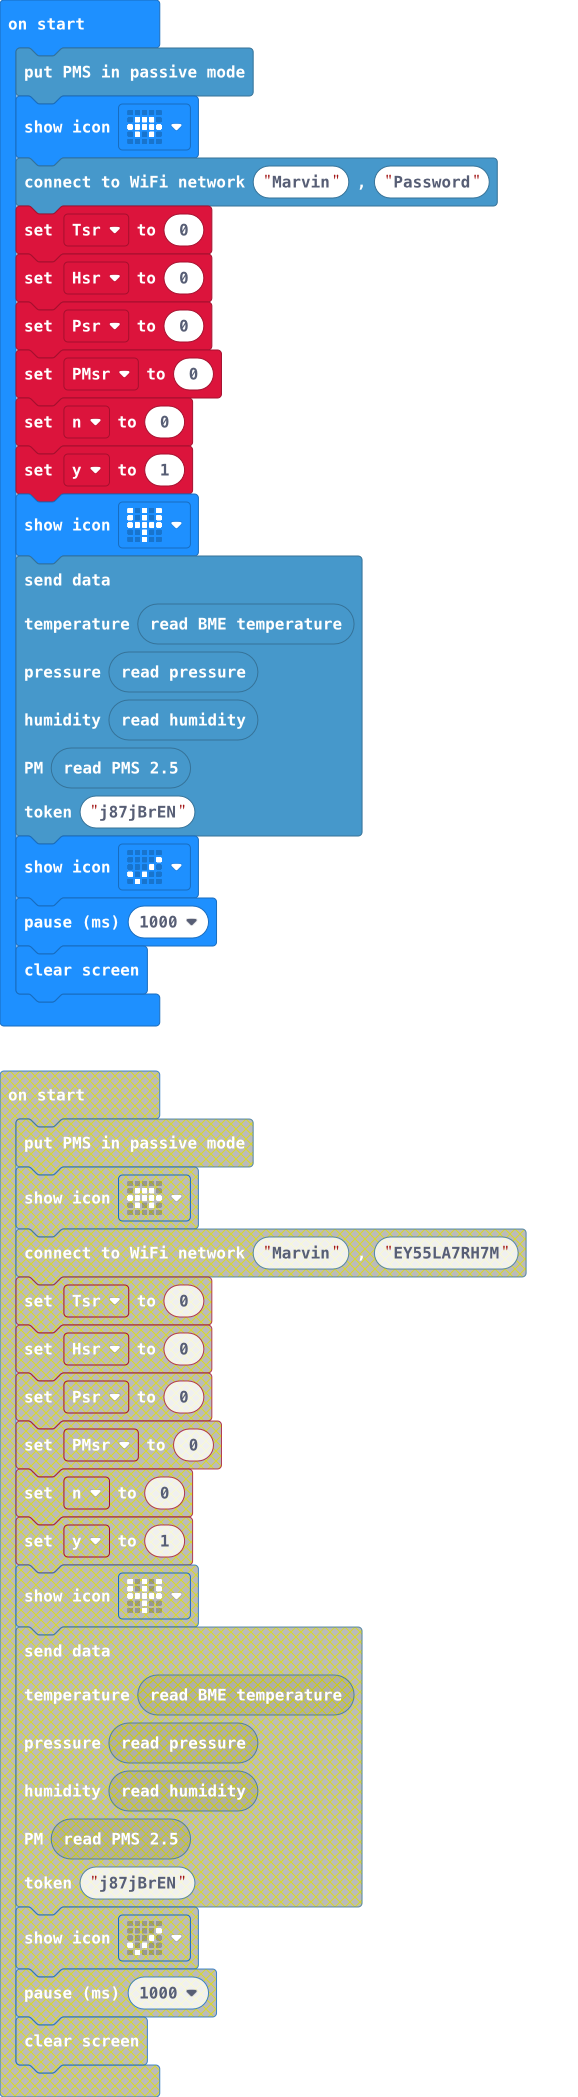 on start
put PMS in passive mode
show icon
connect to WiFi network "Marvin" , "Password"
set Tsr to 0
set Hsr to 0
set Psr to 0
set PMsr to 0
set n to 0
set y to 1
show icon
send data
temperature read BME temperature
pressure read pressure
humidity read humidity
PM read PMS 2.5
token "j87jBrEN"
show icon
pause (ms) 1000
clear screen
on start
put PMS in passive mode
show icon
connect to WiFi network "Marvin" , "EY55LA7RH7M"
set Tsr to 0
set Hsr to 0
set Psr to 0
set PMsr to 0
set n to 0
set y to 1
show icon
send data
temperature read BME temperature
pressure read pressure
humidity read humidity
PM read PMS 2.5
token "j87jBrEN"
show icon
pause (ms) 1000
clear screen